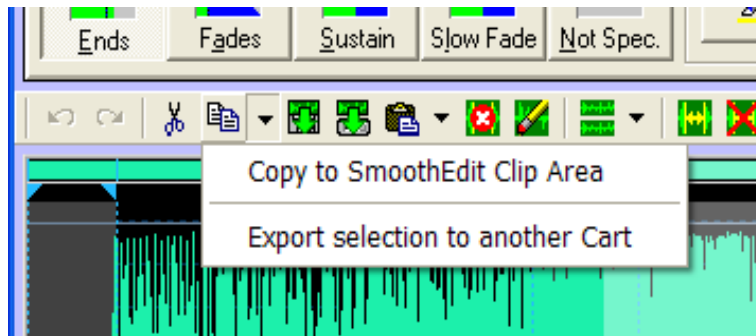 Ends
Fades
Sustain
Slow Fade
Not Spec.
Copy to SmoothEdit Clip Area
Export selection to another Cart